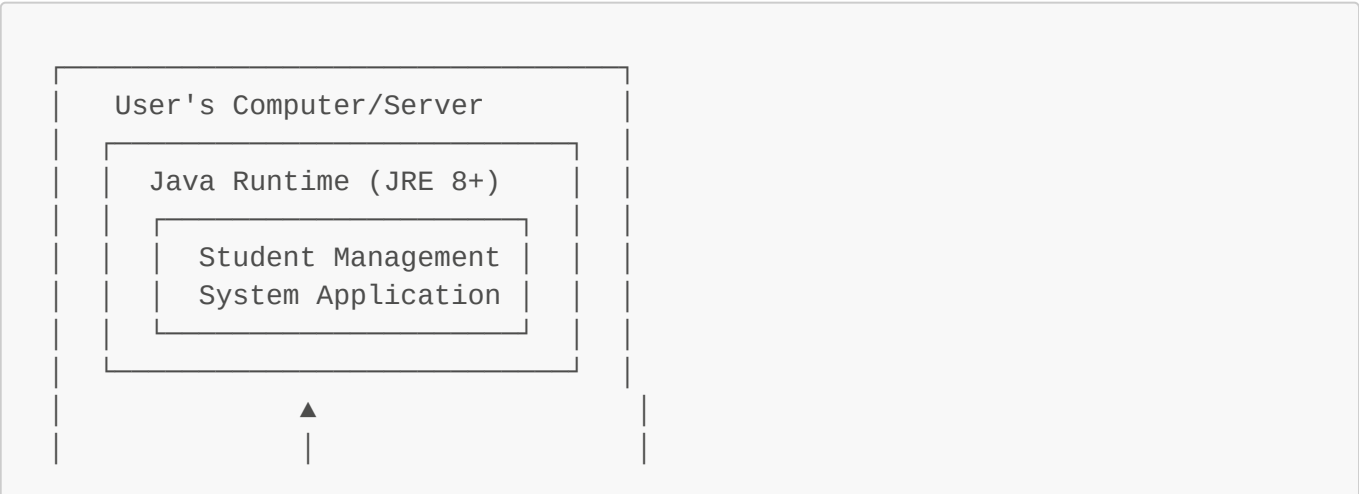 User's Computer/Server
Java Runtime (JRE 8+)
Student Management
System Application